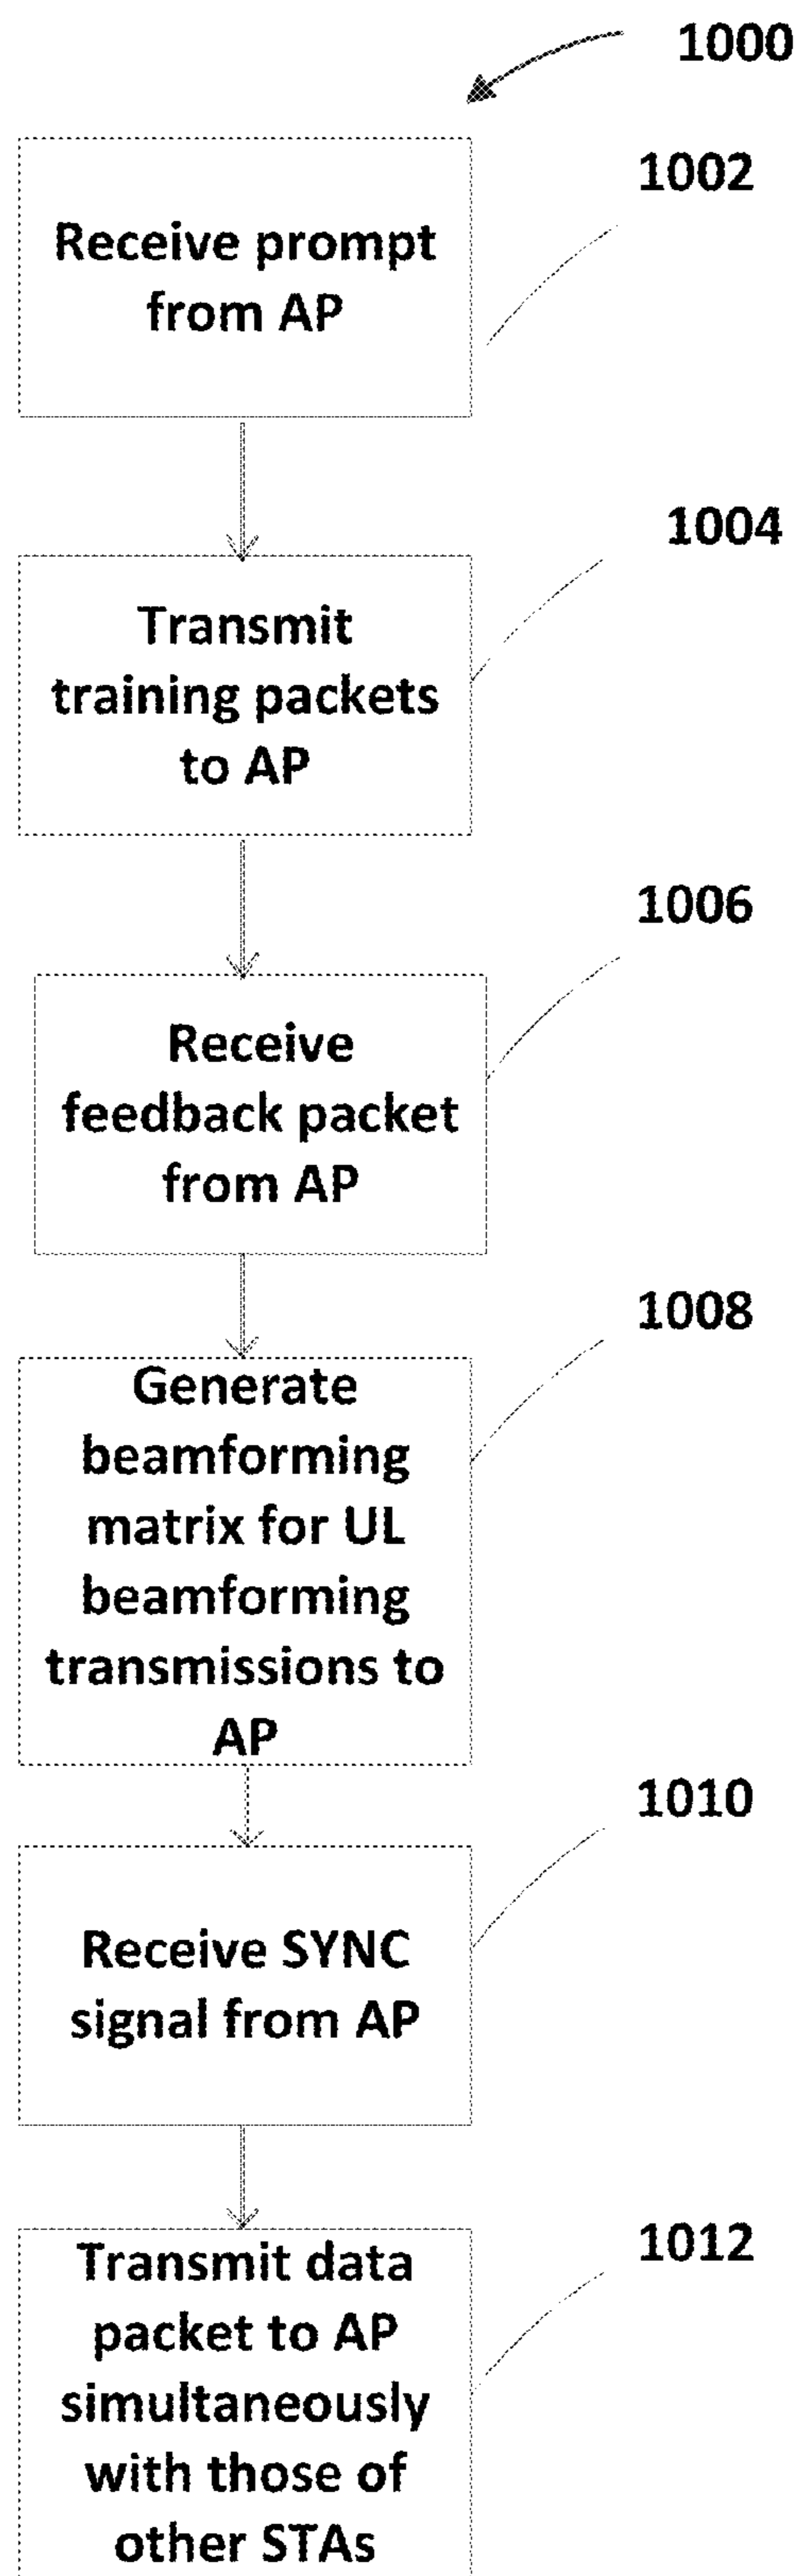 1000
1002
Receive prompt
from AP
1004
Transmit
training packets
to AP
1006
Receive
feedback packet
from AP
1008
Generate
beamforming
matrix for UL
beamforming
transmissions to
AP
1010
Receive SYNC
signal from AP
1012
Transmit data
packet to AP
simultaneously
with those of
other STAs